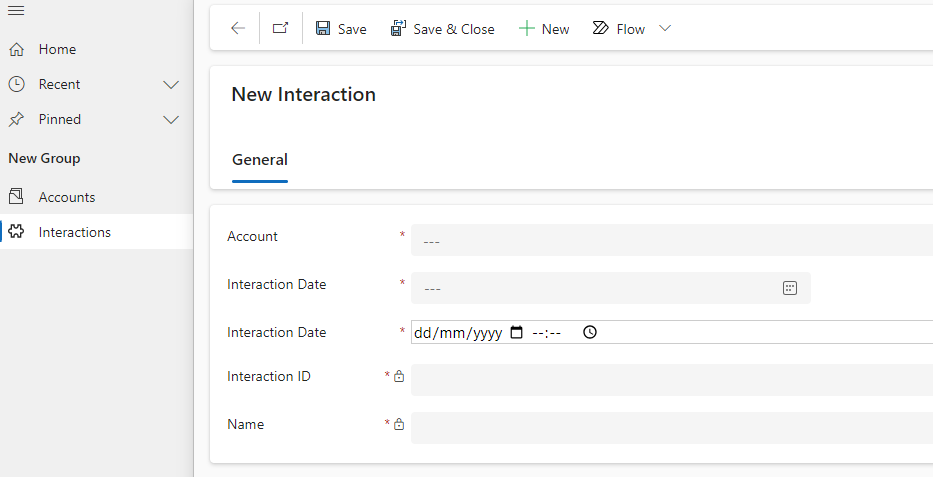 Save
Save & Close
New
Flow
Home
Recent
Pinned
New Group
Accounts
Interactions
New Interaction
General
Account * ---
Interaction Date * ---
Interaction Date * dd/mm/yyyy --:--
Interaction ID *
Name *